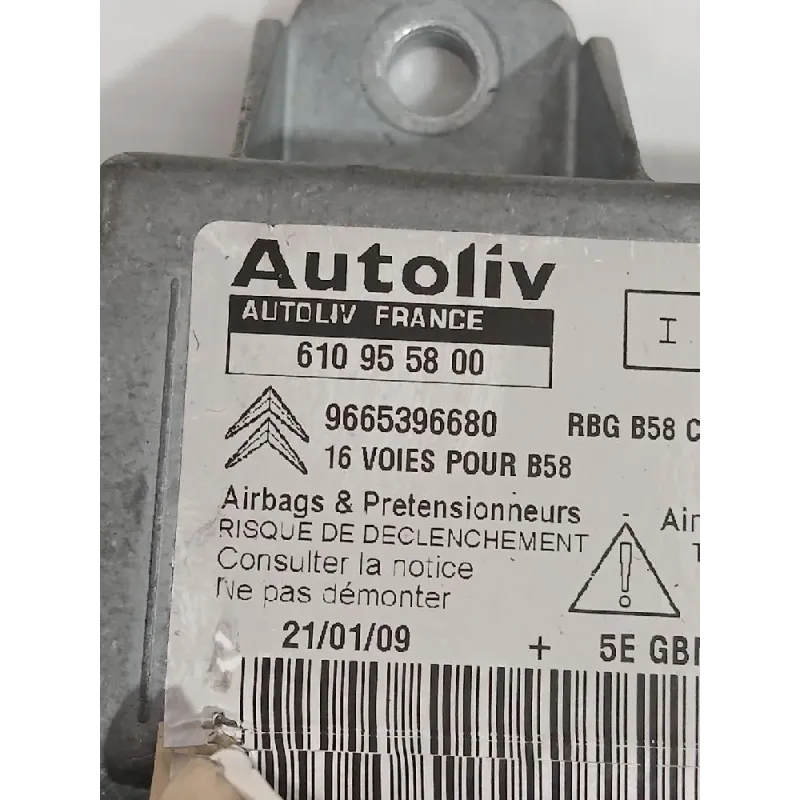 Autoliv
AUTOLIV FRANCE
I
610 95 58 00
9665396680 RBG B58 C
16 VOIES POUR B58
Airbags & Pretensionneurs
RISQUE DE DECLENCHEMENT
Consulter la notice
Ne pas démonter
21/01/09 + 5E